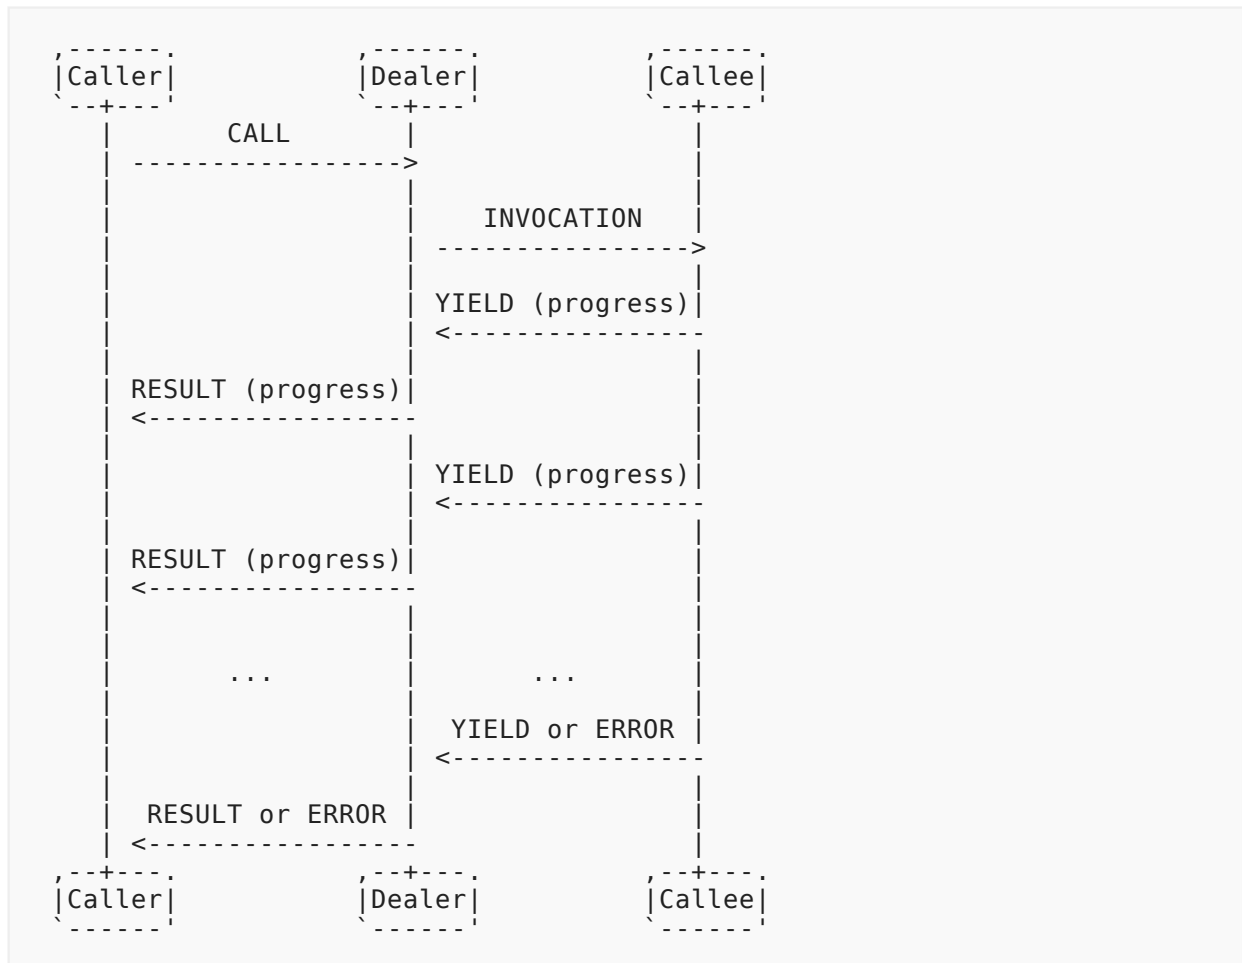 Caller Dealer Callee
CALL
INVOCATION
YIELD (progress)
RESULT (progress)
YIELD (progress)
RESULT (progress)
... ...
YIELD or ERROR
RESULT or ERROR
Caller Dealer Callee